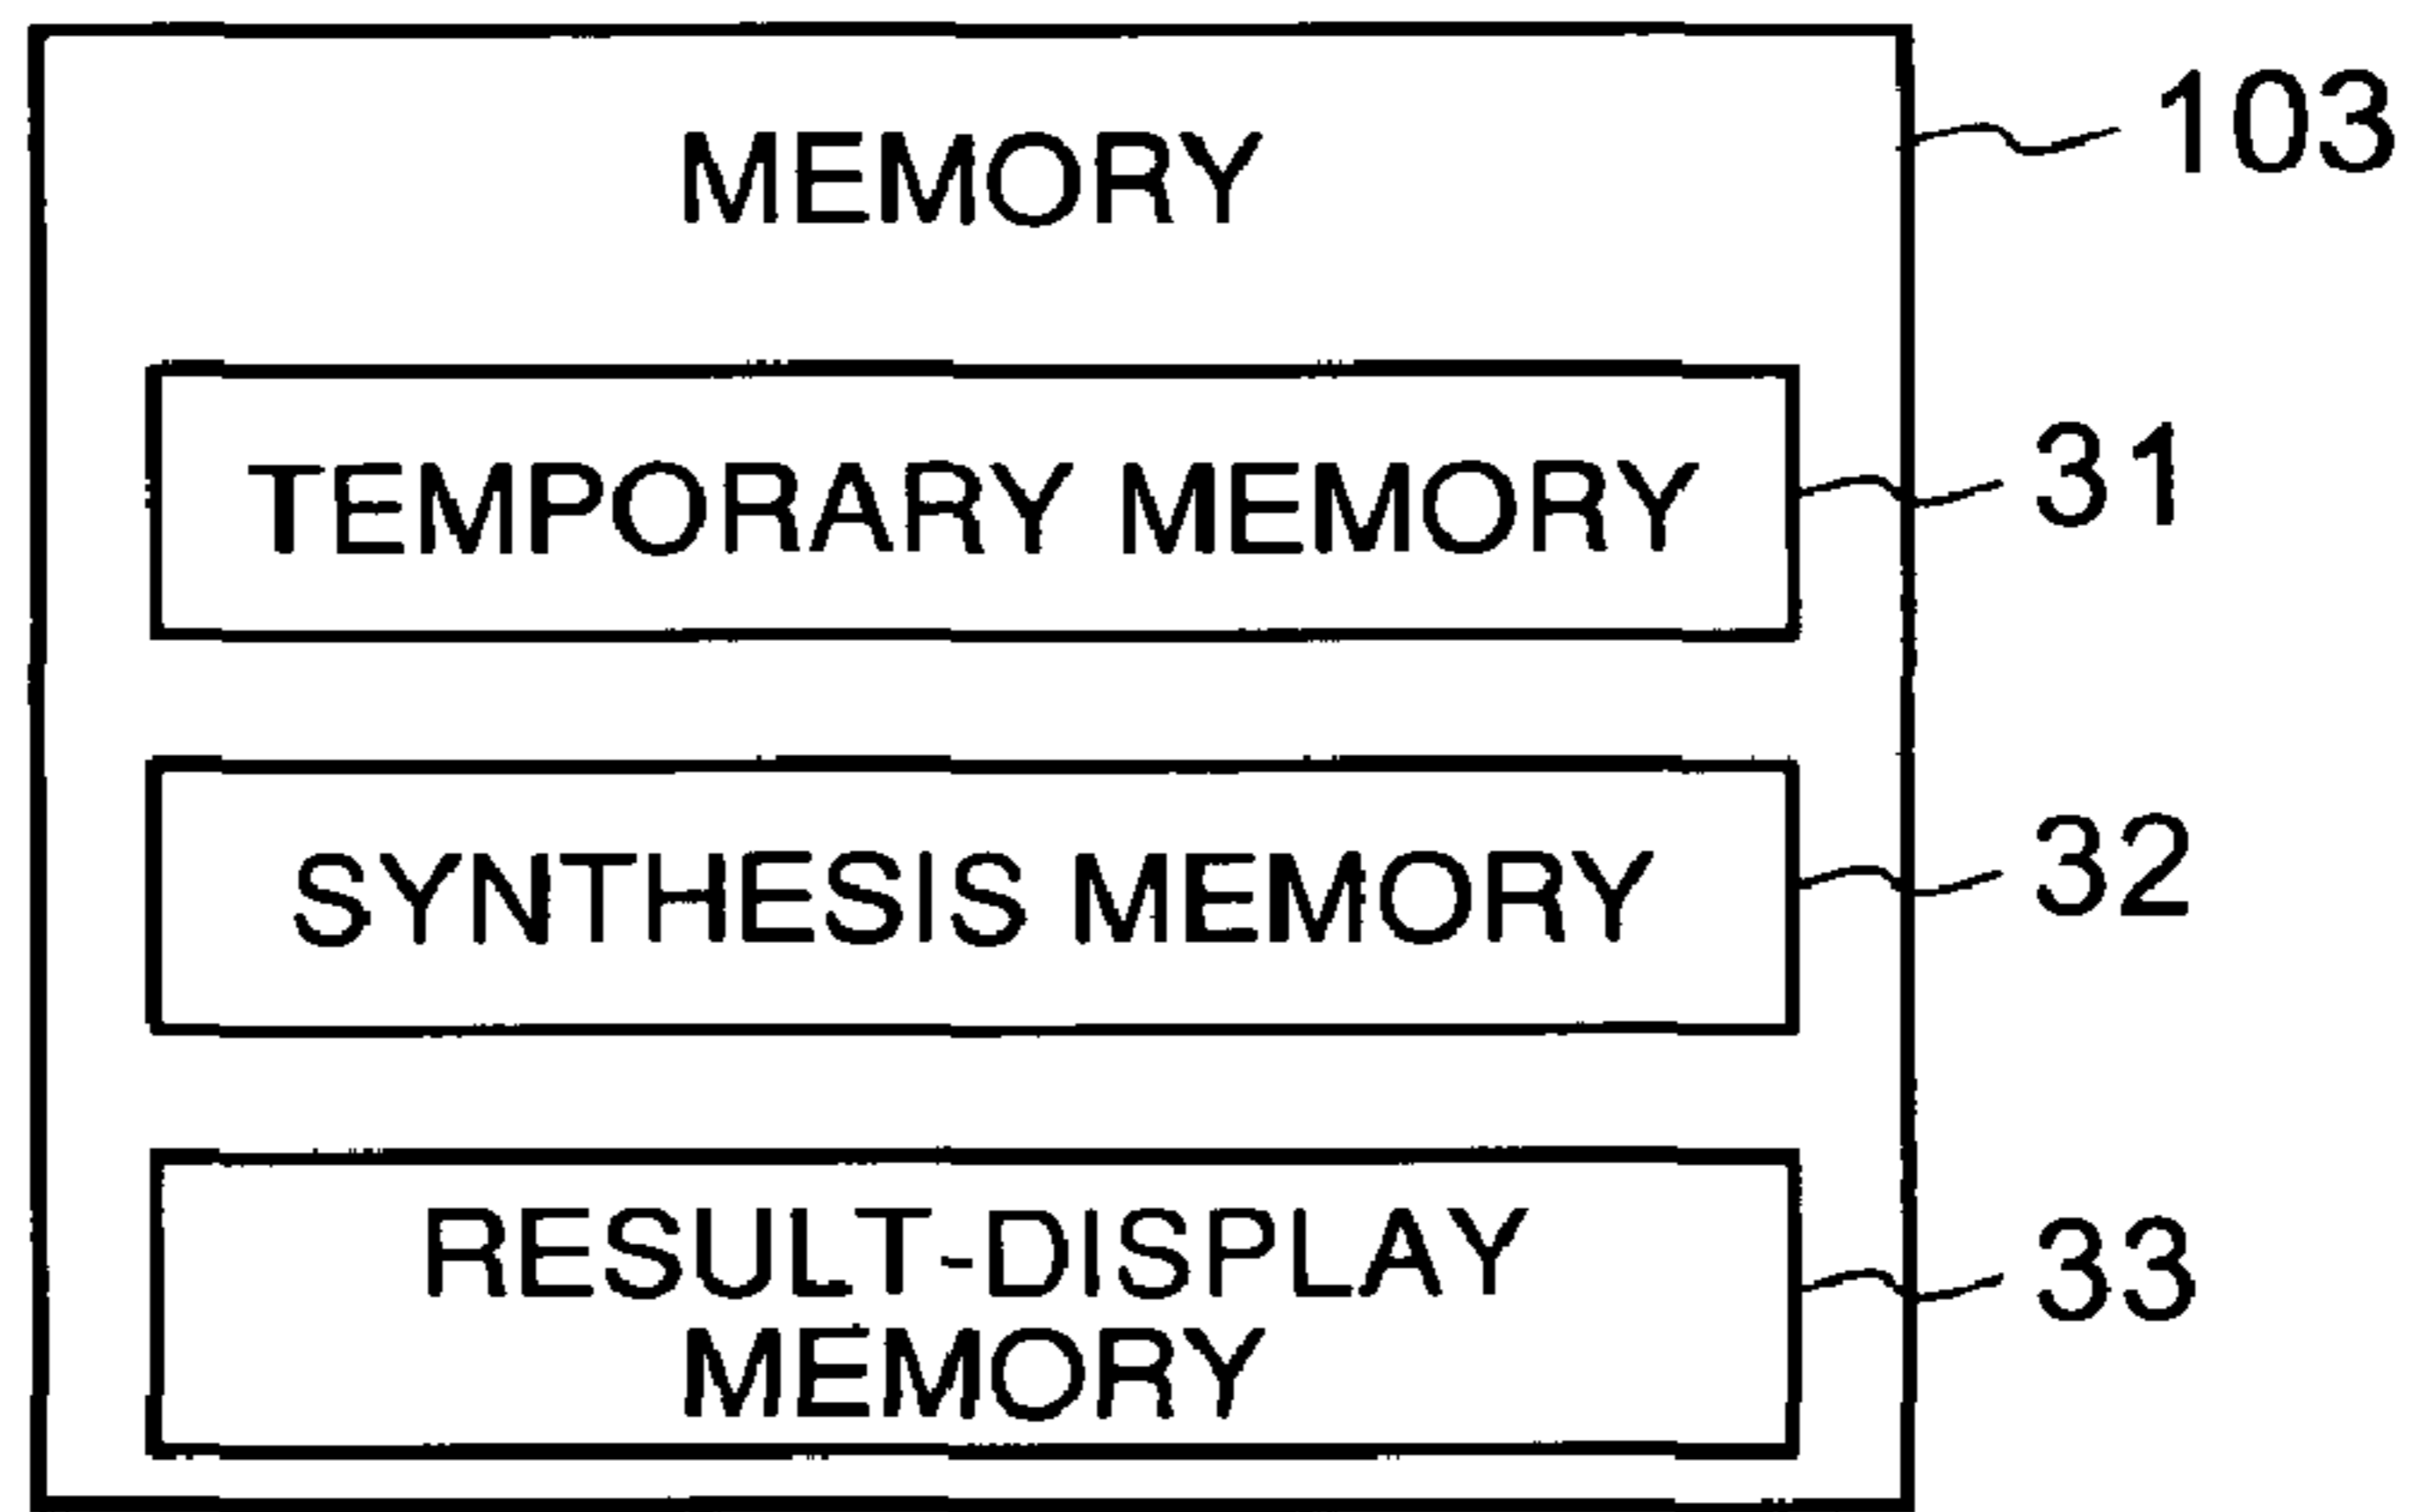 MEMORY
103
TEMPORARY MEMORY
31
SYNTHESIS MEMORY
32
RESULT-DISPLAY
MEMORY
33